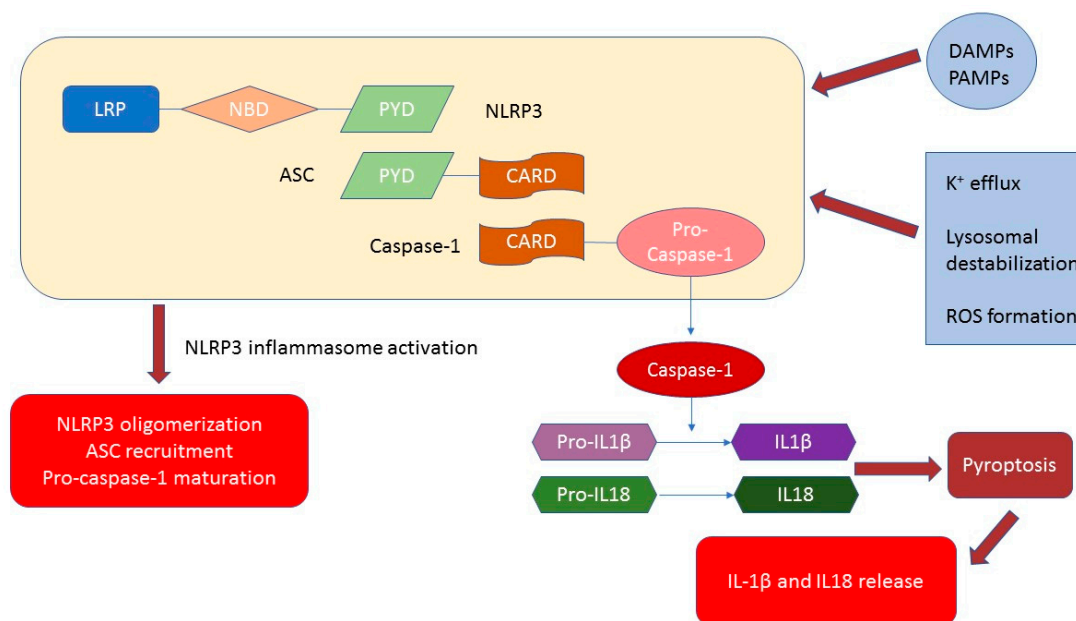 DAMPs
PAMPs
LRP
NBD
PYD
NLRP3
ASC
PYD
CARD
Caspase-1
CARD
Pro-
Caspase-1
K⁺ efflux
Lysosomal
destabilization
ROS formation
NLRP3 inflammasome activation
Caspase-1
NLRP3 oligomerization
ASC recruitment
Pro-caspase-1 maturation
Pro-IL1β
IL1β
Pro-IL18
IL18
Pyroptosis
IL-1β and IL18 release